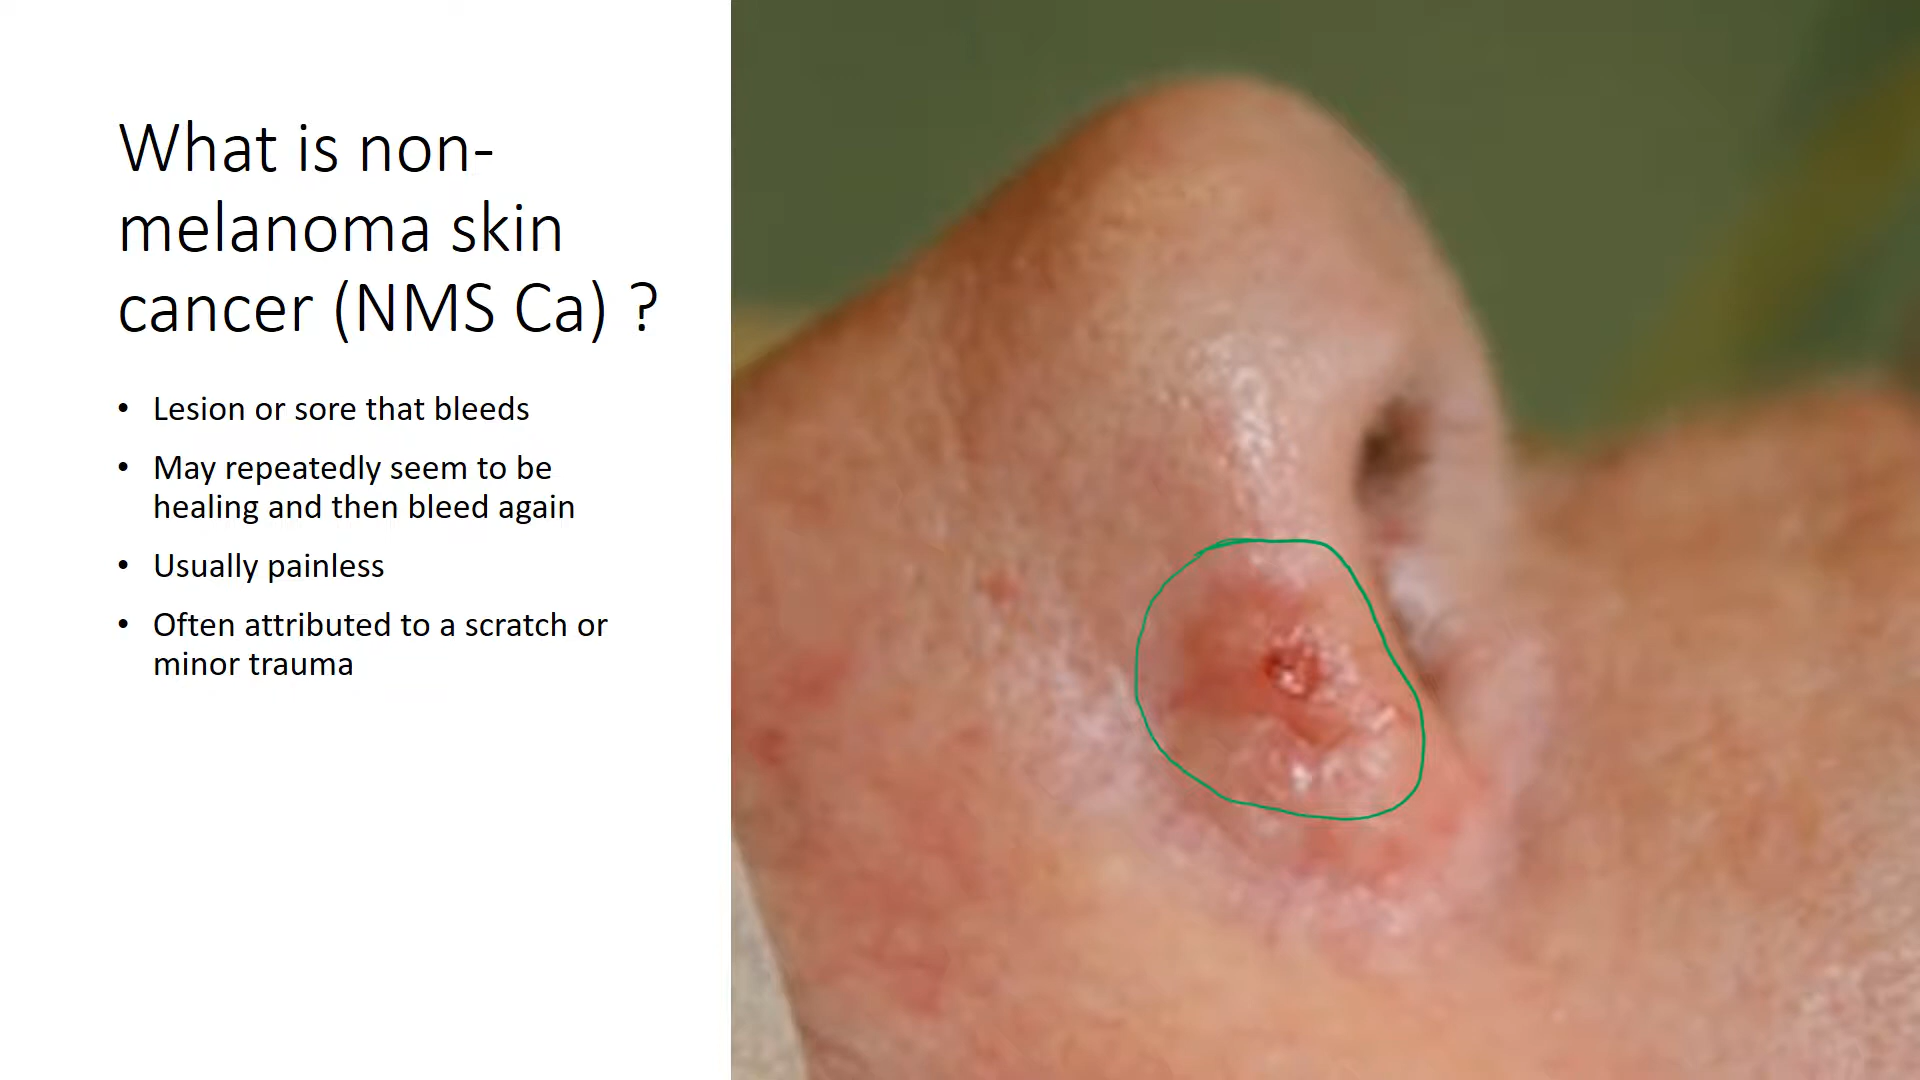 What is non-
melanoma skin
cancer (NMS Ca) ?
• Lesion or sore that bleeds
• May repeatedly seem to be
healing and then bleed again
• Usually painless
• Often attributed to a scratch or
minor trauma